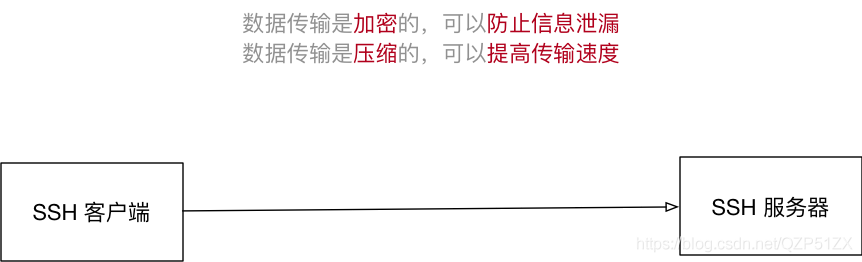 数据传输是加密的，可以防止信息泄漏
数据传输是压缩的，可以提高传输速度
SSH 客户端
SSH 服务器
https://blog.csdn.net/QZP51ZX